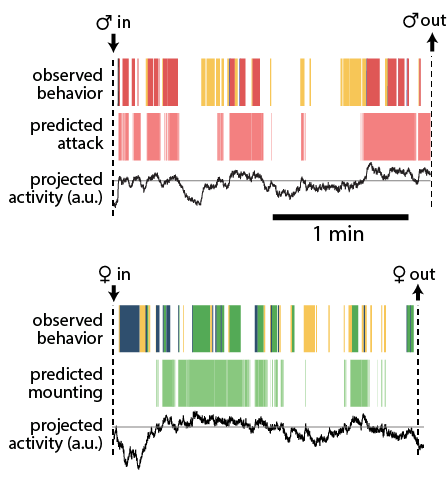 ♂ in
♂ out
observed
behavior
predicted
attack
projected
activity (a.u.)
1 min
♀ in
♀ out
observed
behavior
predicted
mounting
projected
activity (a.u.)